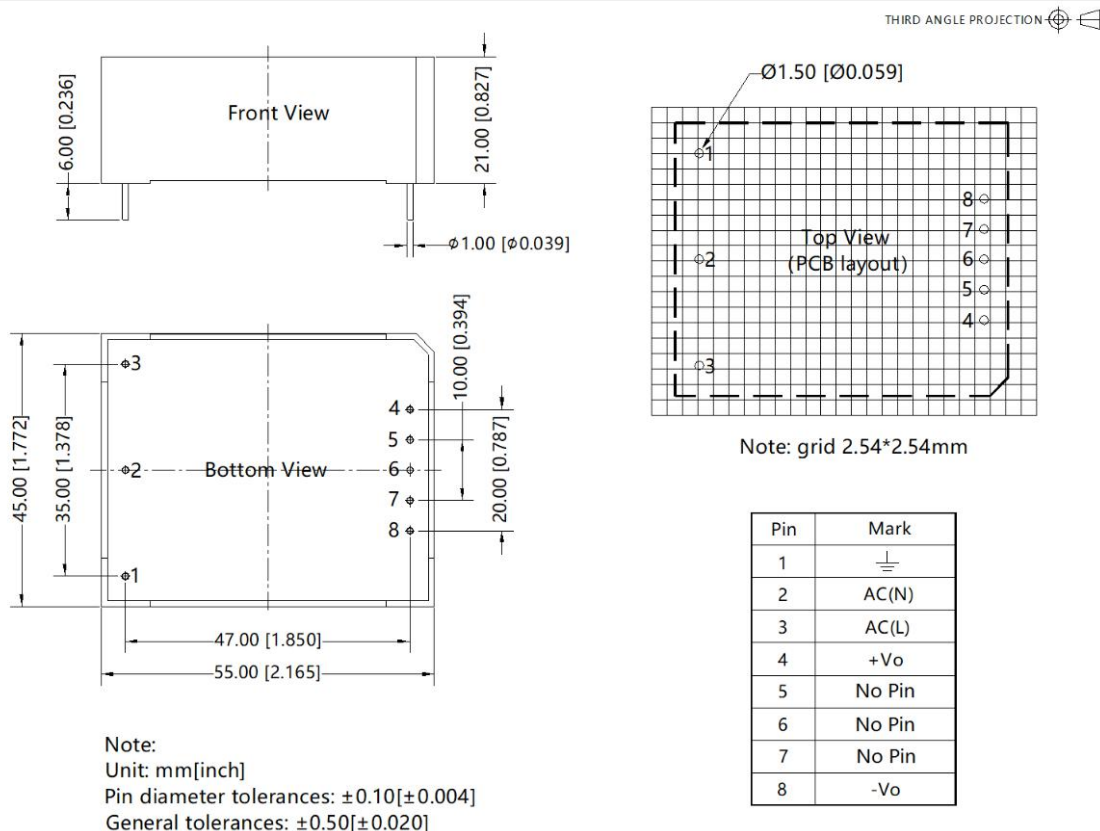 THIRD ANGLE PROJECTION
6.00 [0.236]
Front View
21.00 [0.827]
ϕ1.00 [ϕ0.039]
Ø1.50 [Ø0.059]
1
8
7
Top View
2
6
(PCB layout)
5
4
3
Note: grid 2.54*2.54mm
45.00 [1.772]
35.00 [1.378]
3
10.00 [0.394]
4
5
2
Bottom View
6
20.00 [0.787]
7
8
1
47.00 [1.850]
55.00 [2.165]
Pin Mark
1 ⏚
2 AC(N)
3 AC(L)
4 +Vo
5 No Pin
6 No Pin
7 No Pin
8 -Vo
Note:
Unit: mm[inch]
Pin diameter tolerances: ±0.10[±0.004]
General tolerances: ±0.50[±0.020]